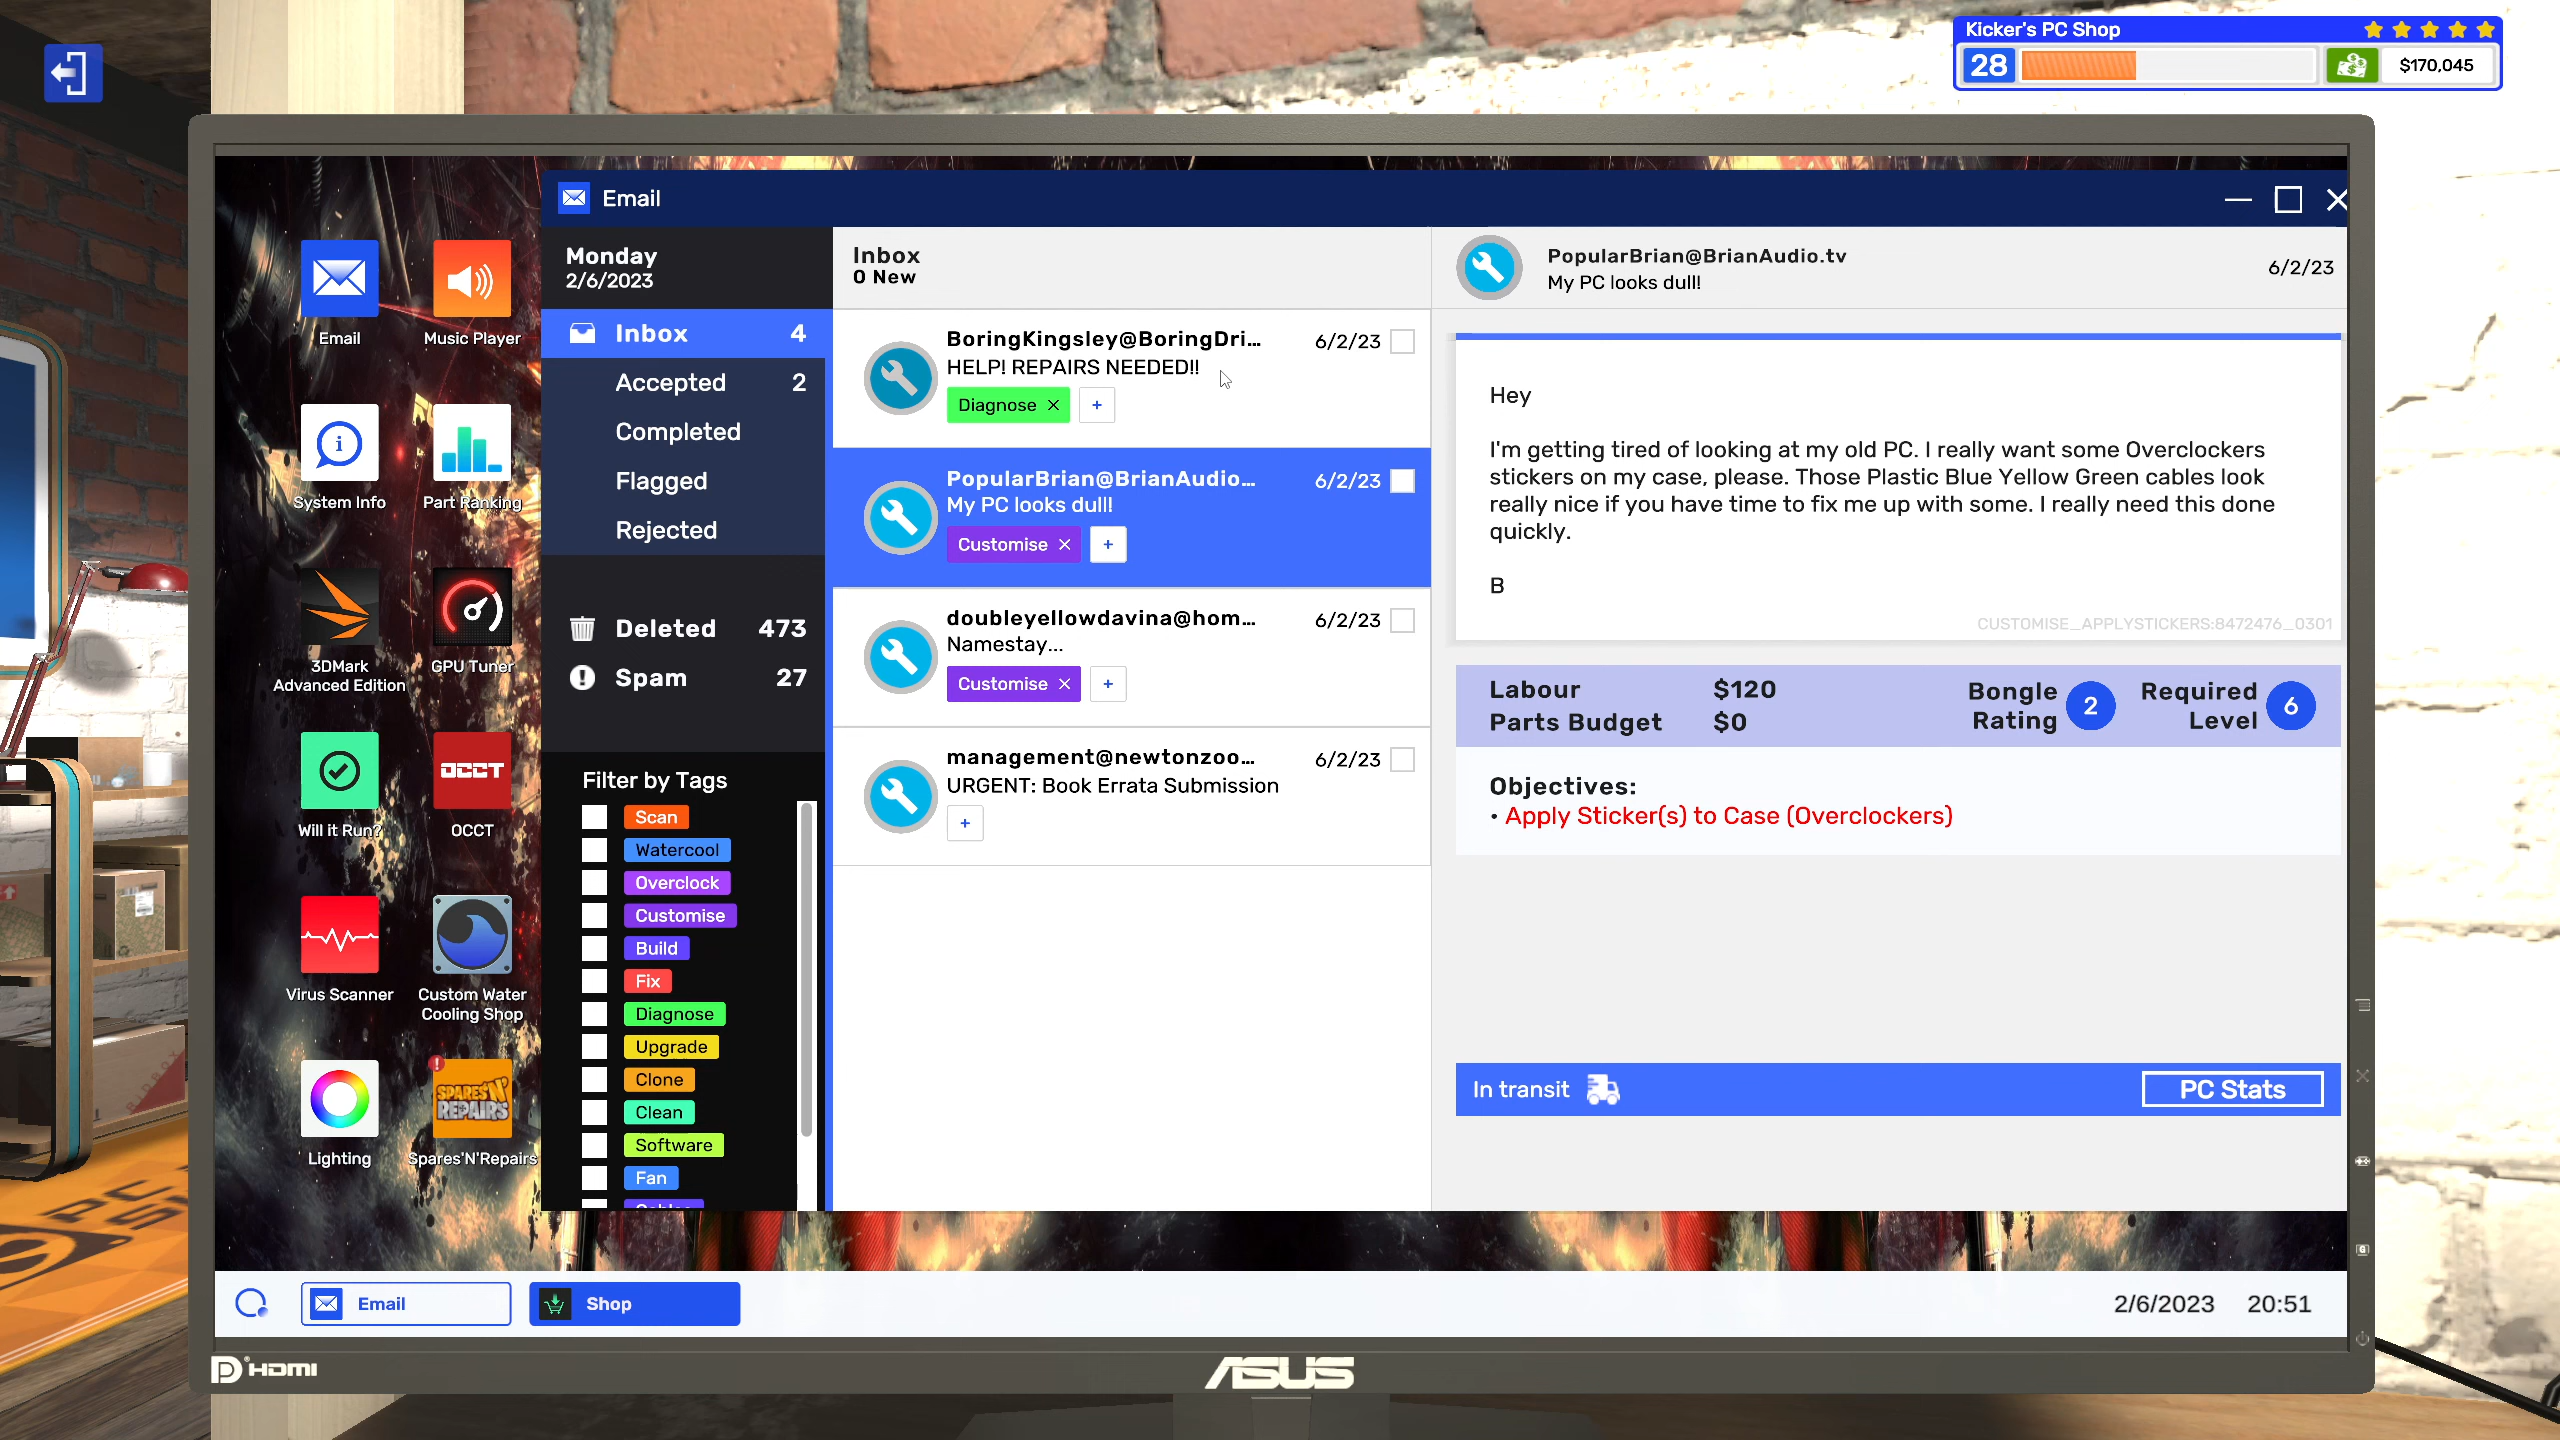 Kicker's PC Shop
28
$170,045
Email
Monday
2/6/2023
Inbox 4
Accepted 2
Completed
Flagged
Rejected
Deleted 473
Spam 27
Filter by Tags
Scan
Watercool
Overclock
Customise
Build
Fix
Diagnose
Upgrade
Clone
Clean
Software
Fan
Email
Music Player
System Info
Part Ranking
3DMark
Advanced Edition
GPU Tuner
Will it Run?
OCCT
OCCT
Virus Scanner
Custom Water
Cooling Shop
Lighting
SPARES'N'
REPAIRS
Spares'N'Repairs
Inbox
0 New
BoringKingsley@BoringDri... 6/2/23
HELP! REPAIRS NEEDED!!
Diagnose × +
PopularBrian@BrianAudio... 6/2/23
My PC looks dull!
Customise × +
doubleyellowdavina@hom... 6/2/23
Namestay...
Customise × +
management@newtonzoo... 6/2/23
URGENT: Book Errata Submission
+
PopularBrian@BrianAudio.tv
My PC looks dull!
6/2/23
Hey
I'm getting tired of looking at my old PC. I really want some Overclockers
stickers on my case, please. Those Plastic Blue Yellow Green cables look
really nice if you have time to fix me up with some. I really need this done
quickly.
B
CUSTOMISE_APPLYSTICKERS:8472476_0301
Labour $120
Parts Budget $0
Bongle
Rating 2
Required
Level 6
Objectives:
• Apply Sticker(s) to Case (Overclockers)
In transit
PC Stats
Email
Shop
2/6/2023 20:51
HDMI
ASUS